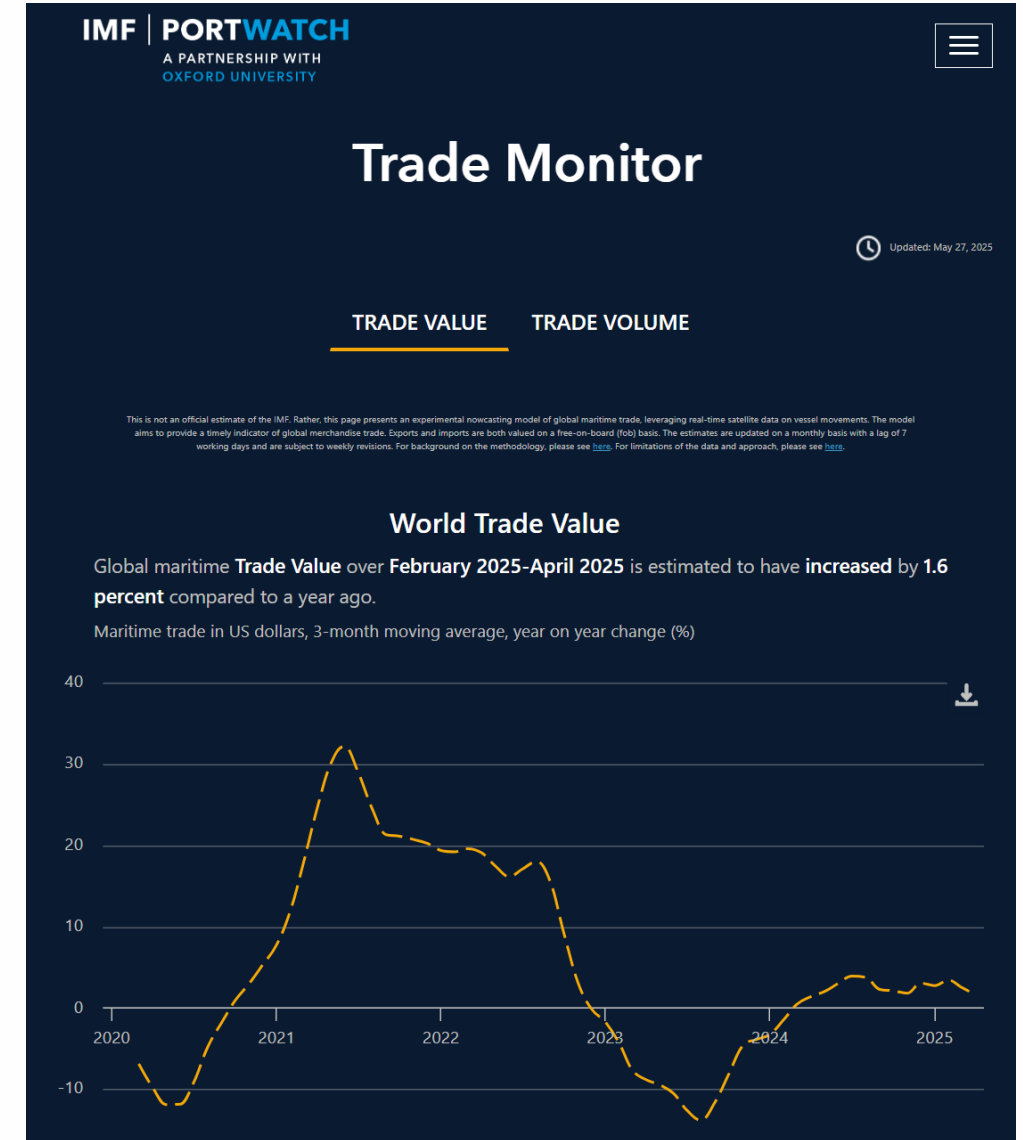 IMF | PORTWATCH
A PARTNERSHIP WITH
OXFORD UNIVERSITY
Trade Monitor
Updated: May 27, 2025
TRADE VALUE TRADE VOLUME
This is not an official estimate of the IMF. Rather, this page presents an experimental nowcasting model of global maritime trade, leveraging real-time satellite data on vessel movements. The model
aims to provide a timely indicator of global merchandise trade. Exports and imports are both valued on a free-on-board (fob) basis. The estimates are updated on a monthly basis with a lag of 7
working days and are subject to weekly revisions. For background on the methodology, please see here. For limitations of the data and approach, please see here.
World Trade Value
Global maritime Trade Value over February 2025-April 2025 is estimated to have increased by 1.6
percent compared to a year ago.
Maritime trade in US dollars, 3-month moving average, year on year change (%)
40
30
20
10
0
2020 2021 2022 2023 2024 2025
-10